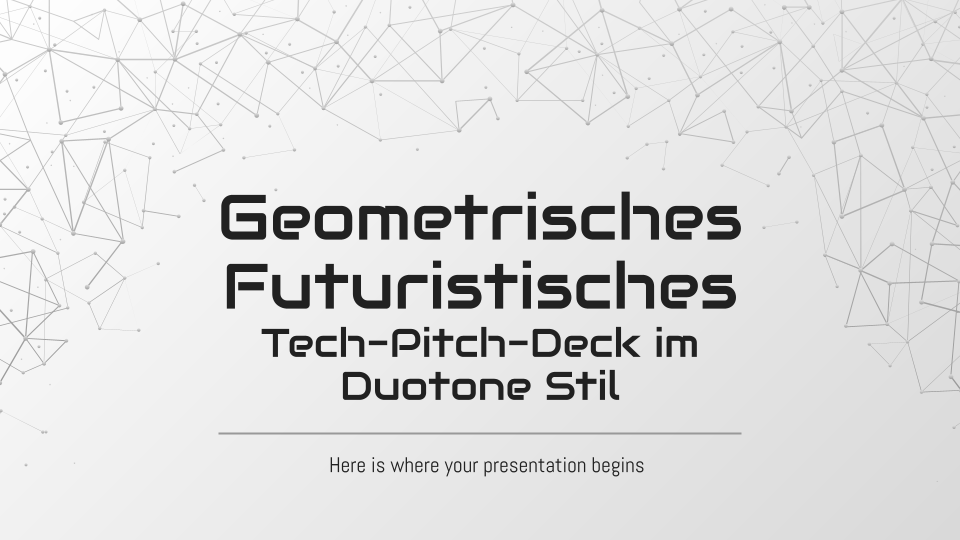 Geometrisches
Futuristisches
Tech-Pitch-Deck im
Duotone Stil
Here is where your presentation begins